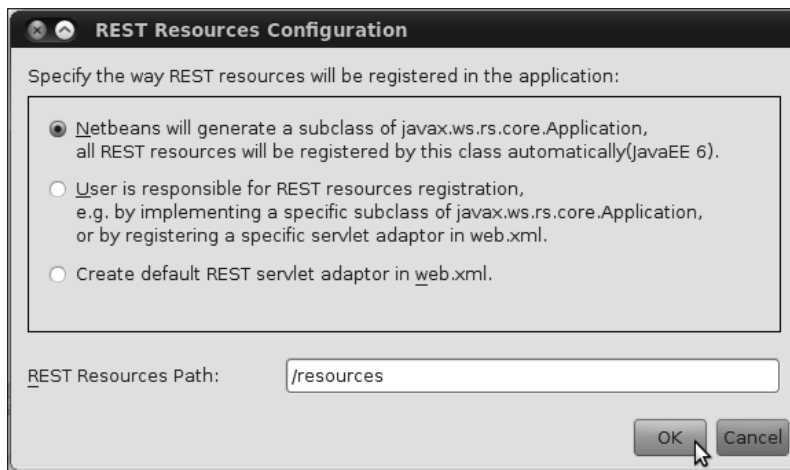 REST Resources Configuration
Specify the way REST resources will be registered in the application:
Netbeans will generate a subclass of javax.ws.rs.core.Application,
all REST resources will be registered by this class automatically(JavaEE 6).
User is responsible for REST resources registration,
e.g. by implementing a specific subclass of javax.ws.rs.core.Application,
or by registering a specific servlet adaptor in web.xml.
Create default REST servlet adaptor in web.xml.
REST Resources Path: /resources
OK Cancel